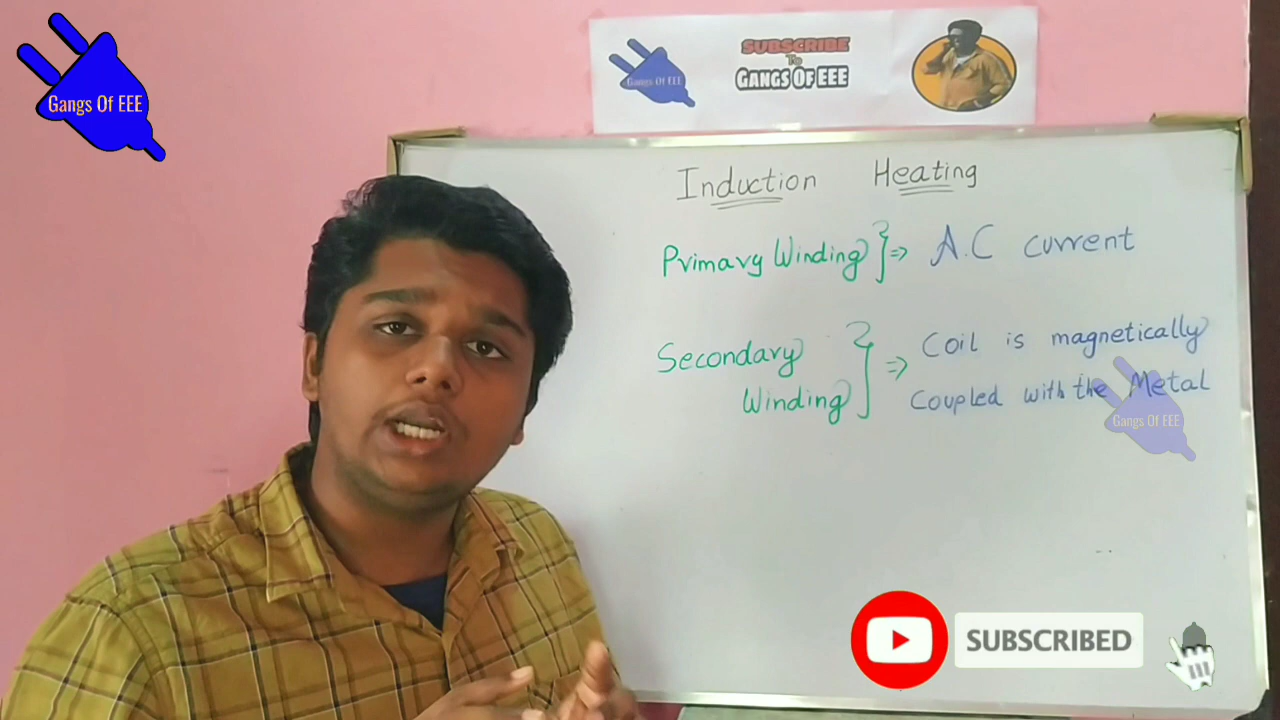 Gangs Of EEE
Gangs Of EEE
SUBSCRIBE
To
GANGS OF EEE
Induction Heating
Primary Winding } ⇒ A.C current
Secondary
Winding } ⇒ Coil is magnetically
Coupled with the Metal
Gangs Of EEE
SUBSCRIBED